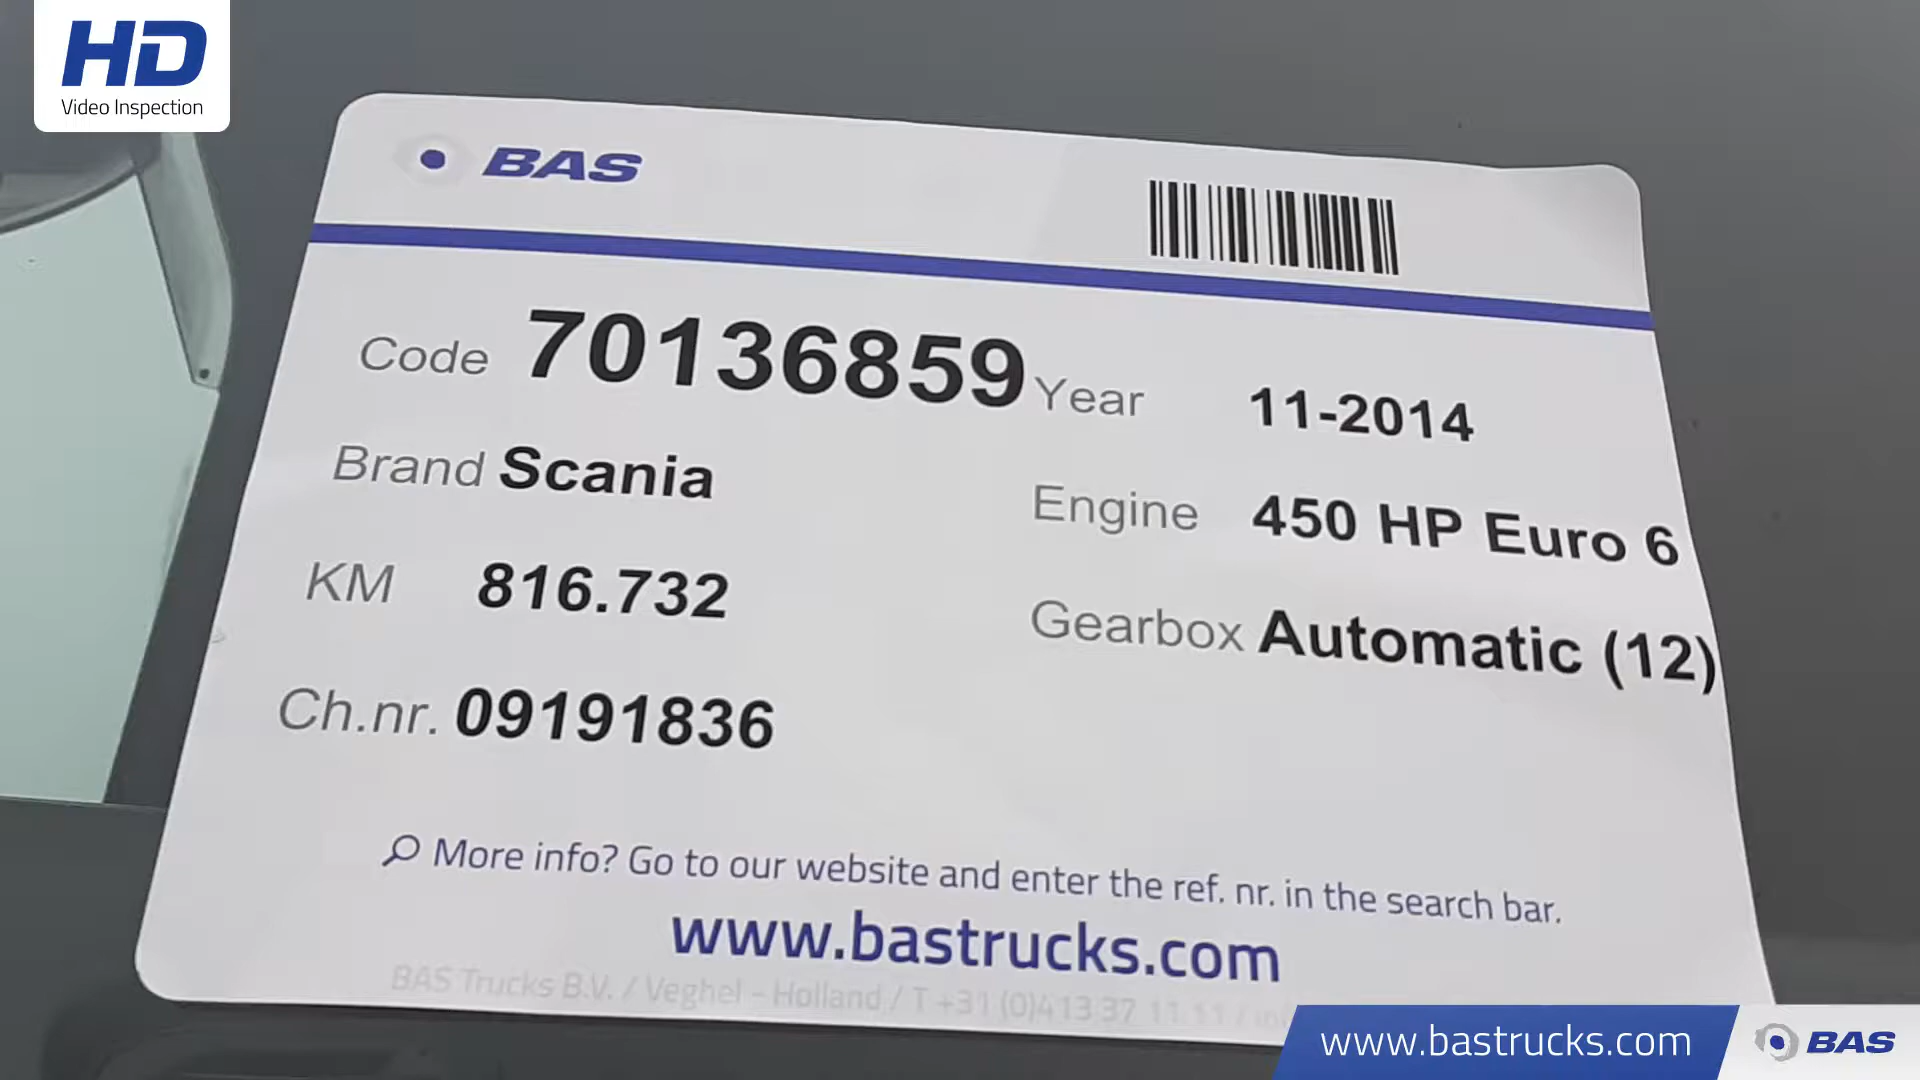 HD
Video Inspection
BAS
Code 70136859
Year 11-2014
Brand Scania
Engine 450 HP Euro 6
KM 816.732
Gearbox Automatic (12)
Ch.nr. 09191836
More info? Go to our website and enter the ref. nr. in the search bar.
www.bastrucks.com
BAS Trucks B.V. / Veghel - Holland / T +31 (0)413 37 11 11 /
www.bastrucks.com
BAS